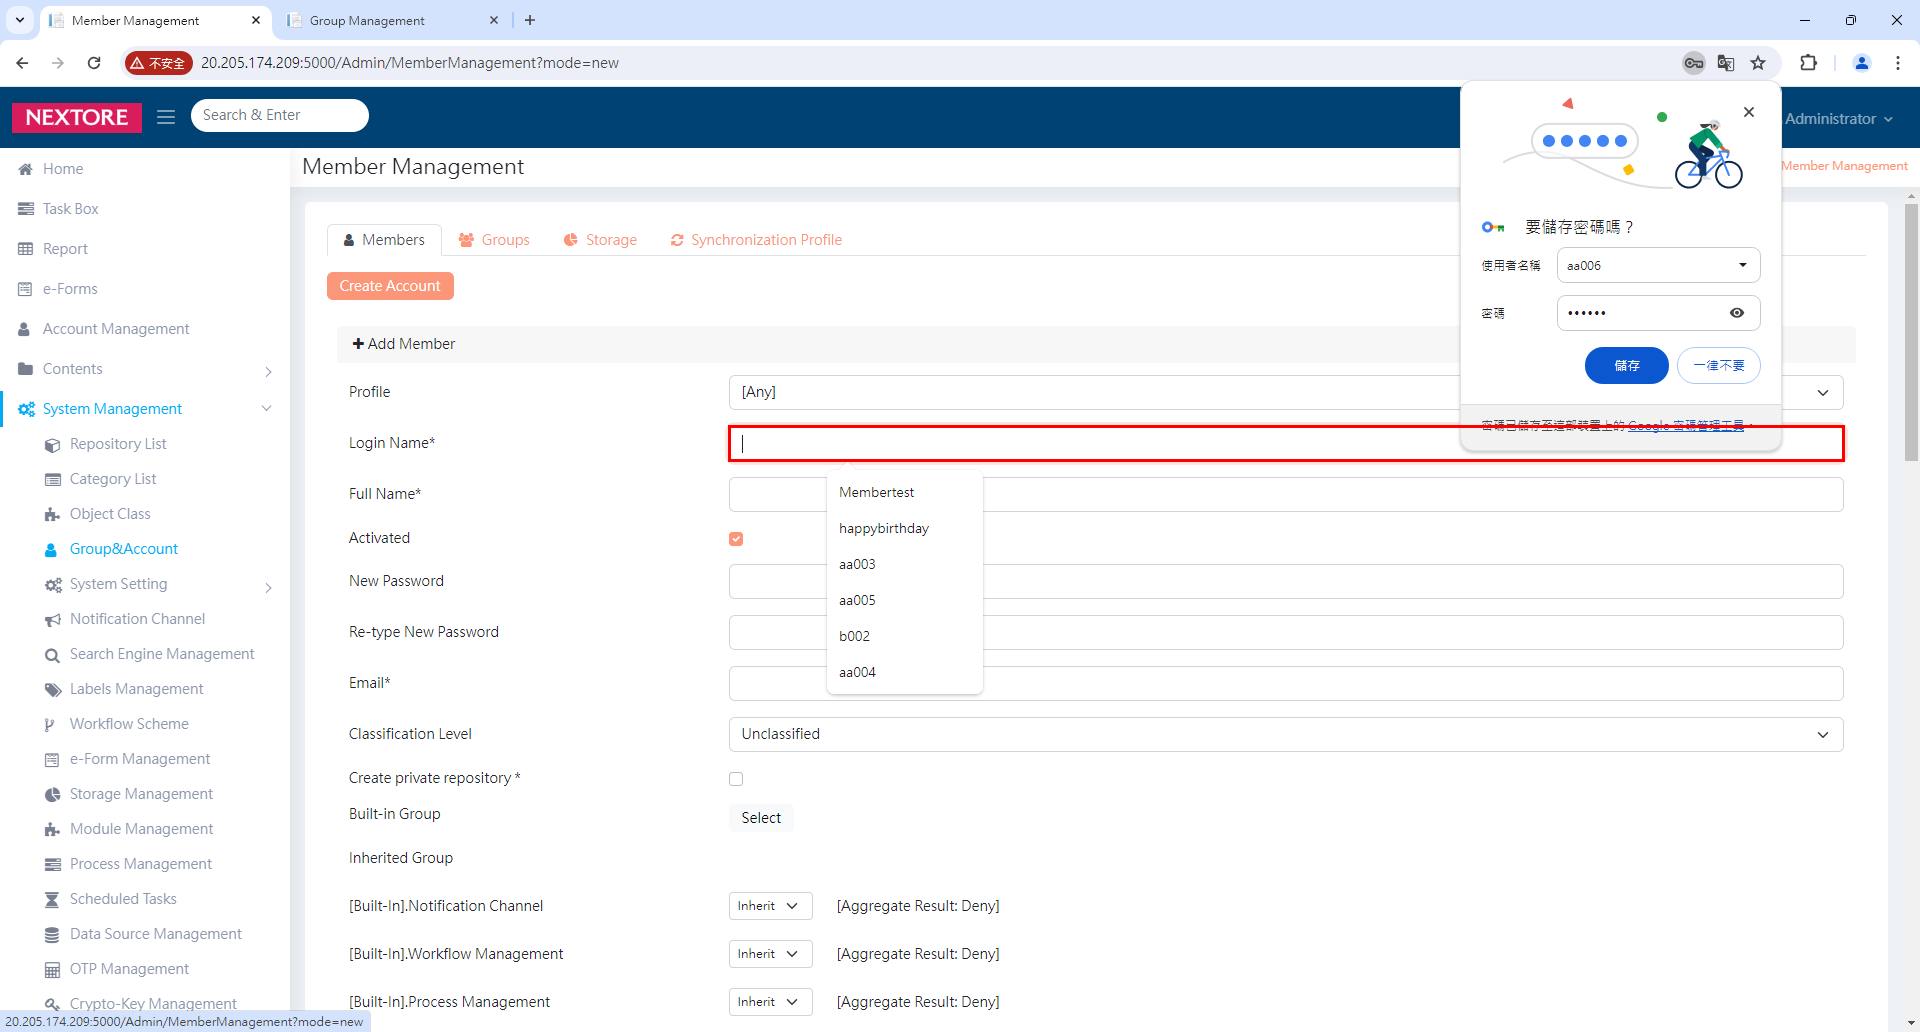 Member Management
Group Management
不安全
20.205.174.209:5000/Admin/MemberManagement?mode=new
NEXTORE
Search & Enter
Administrator
Home
Task Box
Report
e-Forms
Account Management
Contents
System Management
Repository List
Category List
Object Class
Group&Account
System Setting
Notification Channel
Search Engine Management
Labels Management
Workflow Scheme
e-Form Management
Storage Management
Module Management
Process Management
Scheduled Tasks
Data Source Management
OTP Management
Crypto-Key Management
20.205.174.209:5000/Admin/MemberManagement?mode=new
Member Management
Member Management
Members
Groups
Storage
Synchronization Profile
Create Account
Add Member
Profile
[Any]
Login Name*
Full Name*
Activated
New Password
Re-type New Password
Email*
Classification Level
Unclassified
Create private repository *
Built-in Group
Select
Inherited Group
[Built-In].Notification Channel
Inherit
[Aggregate Result: Deny]
[Built-In].Workflow Management
Inherit
[Aggregate Result: Deny]
[Built-In].Process Management
Inherit
[Aggregate Result: Deny]
Membertest
happybirthday
aa003
aa005
b002
aa004
要儲存密碼嗎？
使用者名稱
aa006
密碼
••••••
儲存
一律不要
密碼已儲存至這部裝置上的 Google 密碼管理工具。